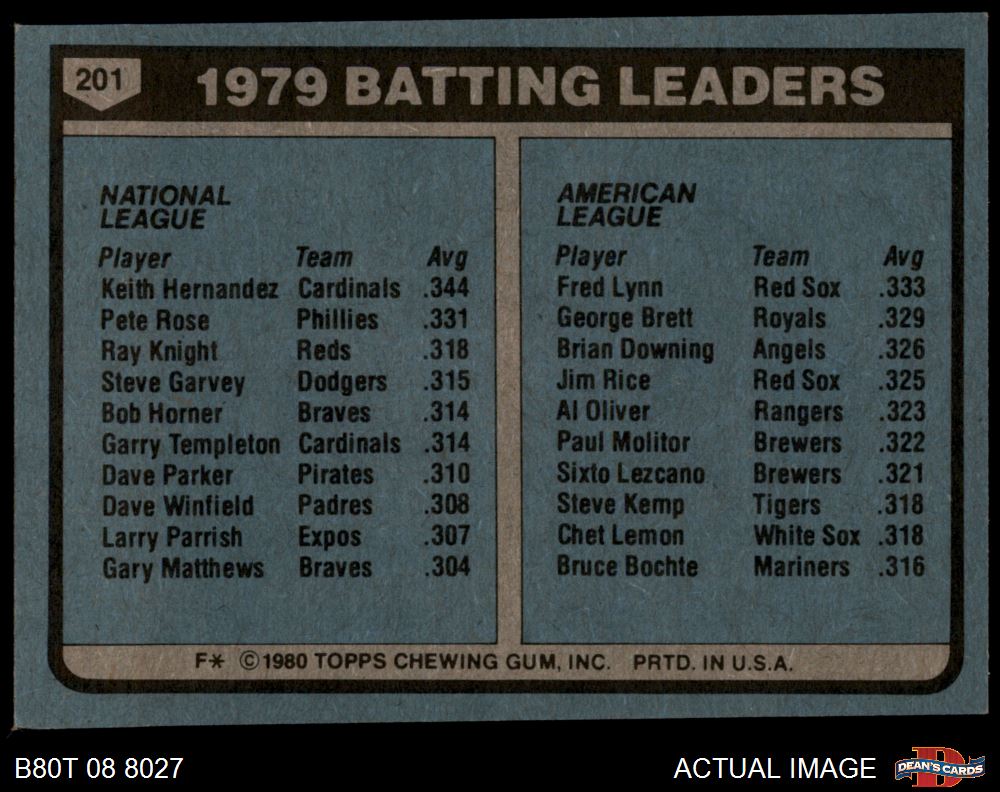 201
1979 BATTING LEADERS
NATIONAL
LEAGUE
Player Team Avg
Keith Hernandez Cardinals .344
Pete Rose Phillies .331
Ray Knight Reds .318
Steve Garvey Dodgers .315
Bob Horner Braves .314
Garry Templeton Cardinals .314
Dave Parker Pirates .310
Dave Winfield Padres .308
Larry Parrish Expos .307
Gary Matthews Braves .304
AMERICAN
LEAGUE
Player Team Avg
Fred Lynn Red Sox .333
George Brett Royals .329
Brian Downing Angels .326
Jim Rice Red Sox .325
Al Oliver Rangers .323
Paul Molitor Brewers .322
Sixto Lezcano Brewers .321
Steve Kemp Tigers .318
Chet Lemon White Sox .318
Bruce Bochte Mariners .316
F* ©1980 TOPPS CHEWING GUM, INC. PRTD. IN U.S.A.
B80T 08 8027
ACTUAL IMAGE
D
DEAN'S CARDS